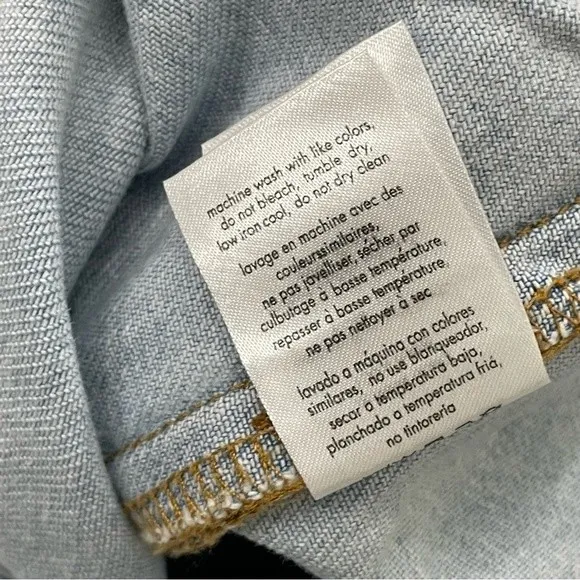 machine wash with like colors,
do not bleach, tumble dry,
low iron cool, do not dry clean
lavage en machine avec des
couleurssimilaires,
ne pas javelliser, sécher par
culbutage à basse température,
repasser à basse température,
ne pas nettoyer à sec
lavado a máquina con colores
similares, no use blanqueador,
secar a temperatura baja,
planchado a temperatura friá,
no tintoreria